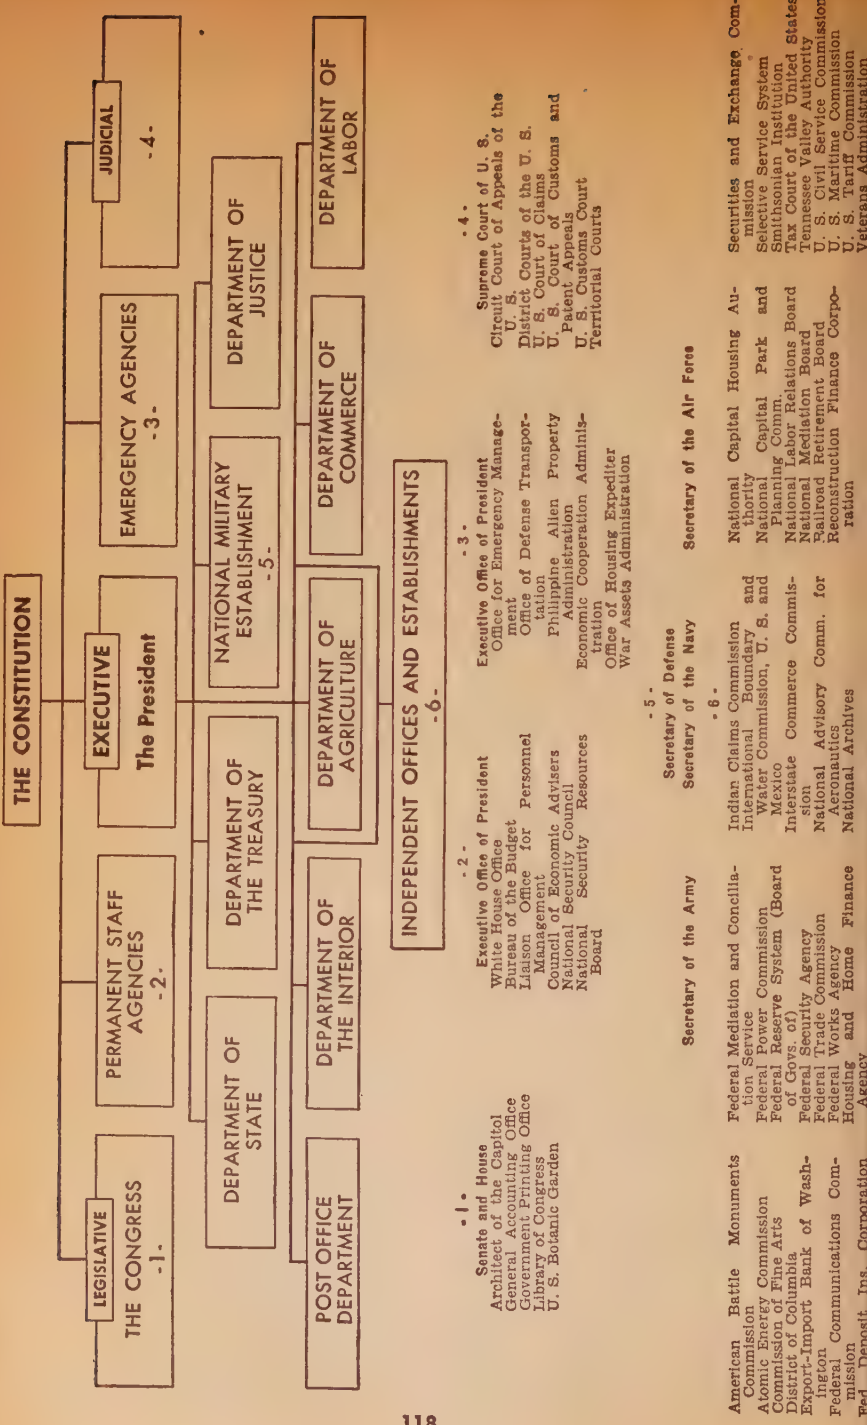 THE CONSTITUTION
LEGISLATIVE
THE CONGRESS
-1-
PERMANENT STAFF
AGENCIES
-2-
EXECUTIVE
The President
EMERGENCY AGENCIES
-3-
JUDICIAL
-4-
DEPARTMENT OF
STATE
DEPARTMENT OF
THE TREASURY
NATIONAL MILITARY
ESTABLISHMENT
-5-
DEPARTMENT OF
JUSTICE
POST OFFICE
DEPARTMENT
DEPARTMENT OF
THE INTERIOR
DEPARTMENT OF
AGRICULTURE
DEPARTMENT OF
COMMERCE
DEPARTMENT OF
LABOR
INDEPENDENT OFFICES AND ESTABLISHMENTS
-6-
- 1 -
Senate and House
Architect of the Capitol
General Accounting Office
Government Printing Office
Library of Congress
U. S. Botanic Garden
- 2 -
Executive Office of President
White House Office
Bureau of the Budget
Liaison Office for Personnel
Management
Council of Economic Advisers
National Security Council
National Security Resources
Board
- 3 -
Executive Office of President
Office for Emergency Manage-
ment
Office of Defense Transpor-
tation
Philippine Alien Property
Administration
Economic Cooperation Adminis-
tration
Office of Housing Expediter
War Assets Administration
- 4 -
Supreme Court of U. S.
Circuit Court of Appeals of the
U. S.
District Courts of the U. S.
U. S. Court of Claims
U. S. Court of Customs and
Patent Appeals
U. S. Customs Court
Territorial Courts
- 5 -
Secretary of Defense
Secretary of the Army
Secretary of the Navy
Secretary of the Air Force
- 6 -
American Battle Monuments
Commission
Atomic Energy Commission
Commission of Fine Arts
District of Columbia
Export-Import Bank of Wash-
ington
Federal Communications Com-
mission
Fed. Deposit Ins. Corporation
Federal Mediation and Concilia-
tion Service
Federal Power Commission
Federal Reserve System (Board
of Govs. of)
Federal Security Agency
Federal Trade Commission
Federal Works Agency
Housing and Home Finance
Agency
Indian Claims Commission
International Boundary and
Water Commission, U. S. and
Mexico
Interstate Commerce Commis-
sion
National Advisory Comm. for
Aeronautics
National Archives
National Capital Housing Au-
thority
National Capital Park and
Planning Comm.
National Labor Relations Board
National Mediation Board
Railroad Retirement Board
Reconstruction Finance Corpo-
ration
Securities and Exchange Com-
mission
Selective Service System
Smithsonian Institution
Tax Court of the United States
Tennessee Valley Authority
U. S. Civil Service Commission
U. S. Maritime Commission
U. S. Tariff Commission
Veterans Administration
118